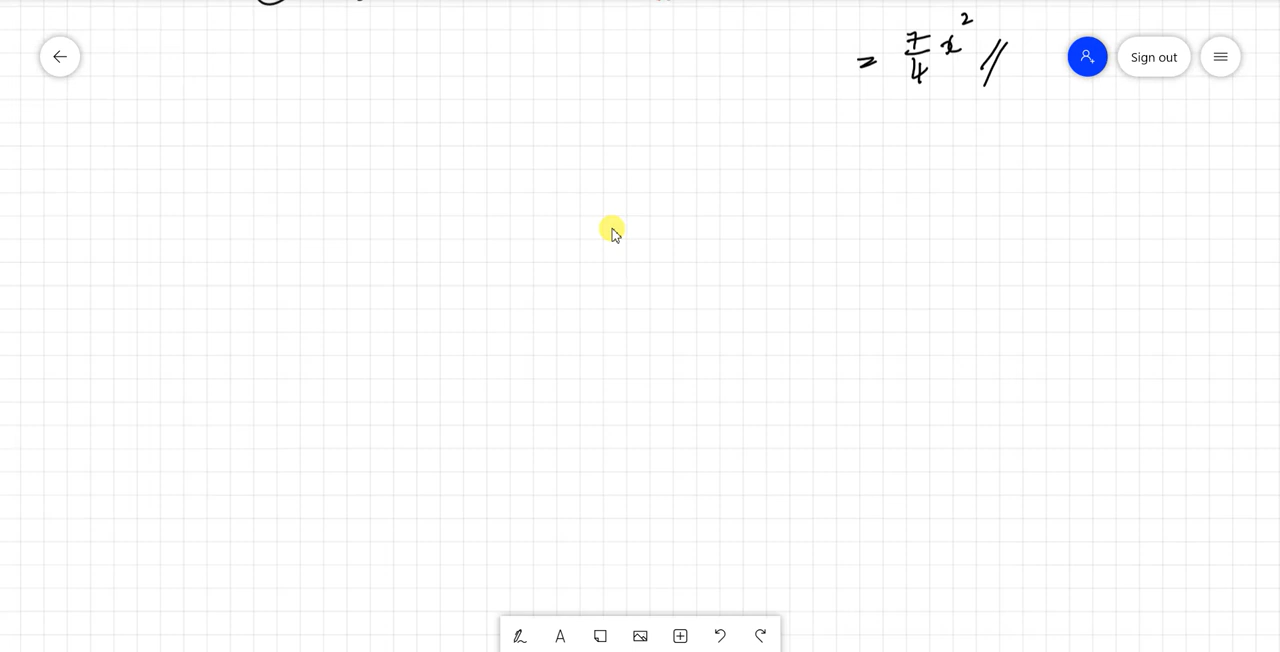 = 7/4 x² //
Sign out
A